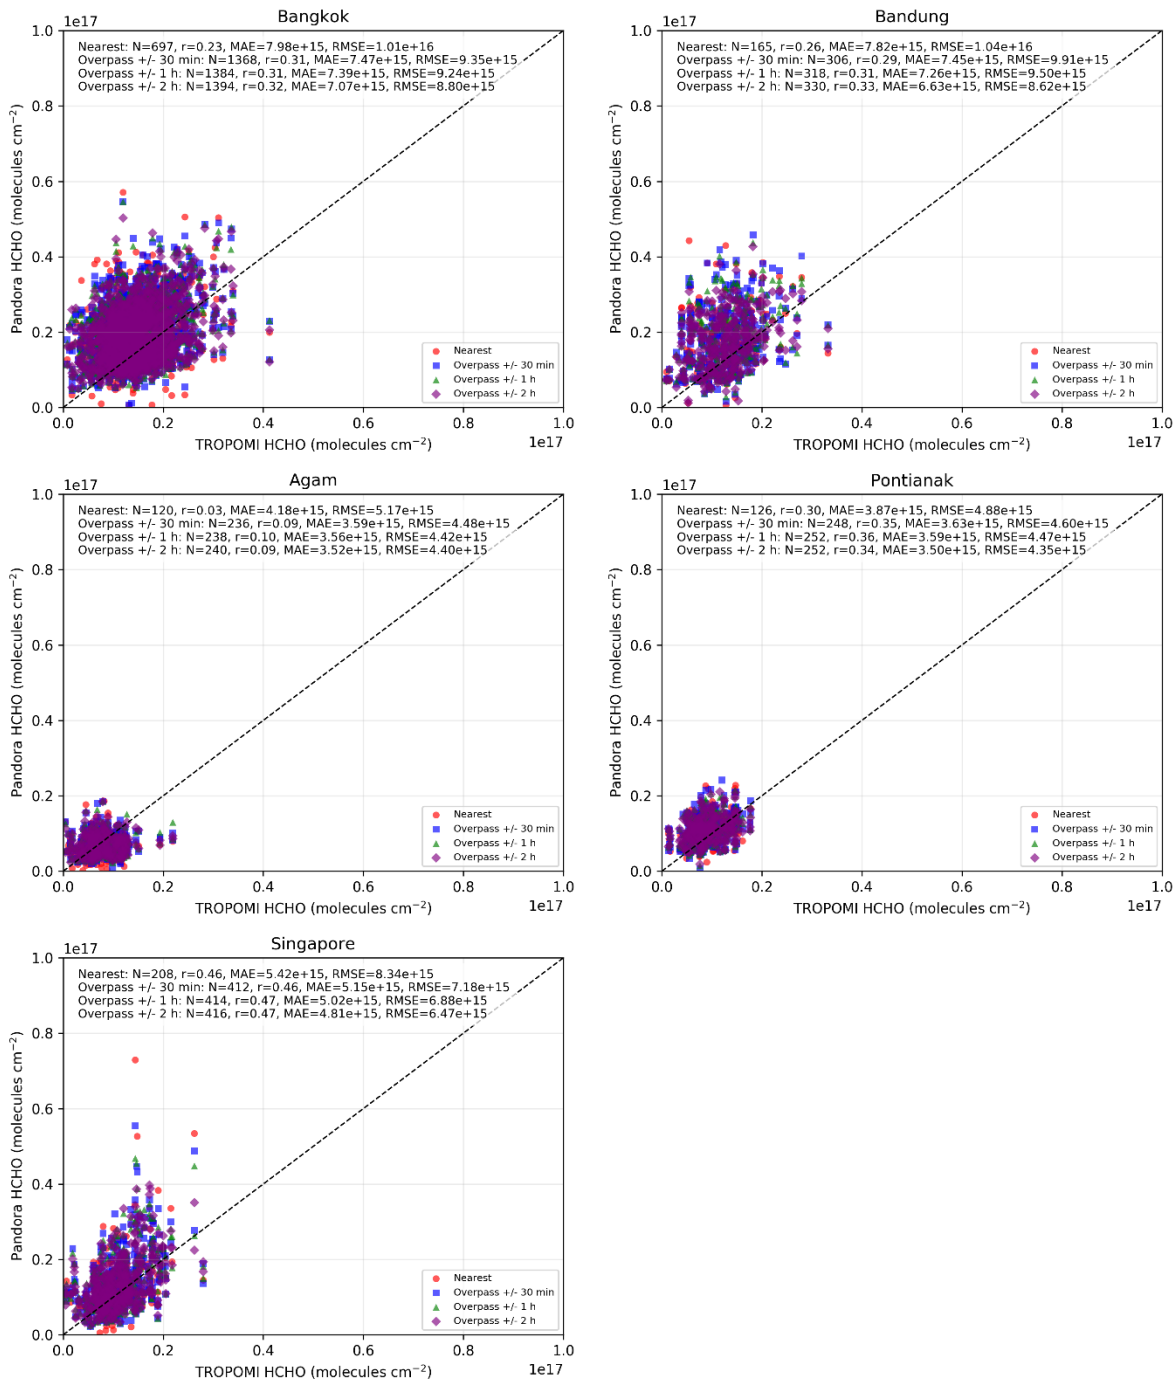 Bangkok
1e17
Nearest: N=697, r=0.23, MAE=7.98e+15, RMSE=1.01e+16
Overpass +/- 30 min: N=1368, r=0.31, MAE=7.47e+15, RMSE=9.35e+15
Overpass +/- 1 h: N=1384, r=0.31, MAE=7.39e+15, RMSE=9.24e+15
Overpass +/- 2 h: N=1394, r=0.32, MAE=7.07e+15, RMSE=8.80e+15
1.0
0.8
0.6
0.4
0.2
0.0
Pandora HCHO (molecules cm⁻²)
Nearest
Overpass +/- 30 min
Overpass +/- 1 h
Overpass +/- 2 h
0.0 0.2 0.4 0.6 0.8 1.0
TROPOMI HCHO (molecules cm⁻²)
1e17
Bandung
1e17
Nearest: N=165, r=0.26, MAE=7.82e+15, RMSE=1.04e+16
Overpass +/- 30 min: N=306, r=0.29, MAE=7.45e+15, RMSE=9.91e+15
Overpass +/- 1 h: N=318, r=0.31, MAE=7.26e+15, RMSE=9.50e+15
Overpass +/- 2 h: N=330, r=0.33, MAE=6.63e+15, RMSE=8.62e+15
1.0
0.8
0.6
0.4
0.2
0.0
Pandora HCHO (molecules cm⁻²)
Nearest
Overpass +/- 30 min
Overpass +/- 1 h
Overpass +/- 2 h
0.0 0.2 0.4 0.6 0.8 1.0
TROPOMI HCHO (molecules cm⁻²)
1e17
Agam
1e17
Nearest: N=120, r=0.03, MAE=4.18e+15, RMSE=5.17e+15
Overpass +/- 30 min: N=236, r=0.09, MAE=3.59e+15, RMSE=4.48e+15
Overpass +/- 1 h: N=238, r=0.10, MAE=3.56e+15, RMSE=4.42e+15
Overpass +/- 2 h: N=240, r=0.09, MAE=3.52e+15, RMSE=4.40e+15
1.0
0.8
0.6
0.4
0.2
0.0
Pandora HCHO (molecules cm⁻²)
Nearest
Overpass +/- 30 min
Overpass +/- 1 h
Overpass +/- 2 h
0.0 0.2 0.4 0.6 0.8 1.0
TROPOMI HCHO (molecules cm⁻²)
1e17
Pontianak
1e17
Nearest: N=126, r=0.30, MAE=3.87e+15, RMSE=4.88e+15
Overpass +/- 30 min: N=248, r=0.35, MAE=3.63e+15, RMSE=4.60e+15
Overpass +/- 1 h: N=252, r=0.36, MAE=3.59e+15, RMSE=4.47e+15
Overpass +/- 2 h: N=252, r=0.34, MAE=3.50e+15, RMSE=4.35e+15
1.0
0.8
0.6
0.4
0.2
0.0
Pandora HCHO (molecules cm⁻²)
Nearest
Overpass +/- 30 min
Overpass +/- 1 h
Overpass +/- 2 h
0.0 0.2 0.4 0.6 0.8 1.0
TROPOMI HCHO (molecules cm⁻²)
1e17
Singapore
1e17
Nearest: N=208, r=0.46, MAE=5.42e+15, RMSE=8.34e+15
Overpass +/- 30 min: N=412, r=0.46, MAE=5.15e+15, RMSE=7.18e+15
Overpass +/- 1 h: N=414, r=0.47, MAE=5.02e+15, RMSE=6.88e+15
Overpass +/- 2 h: N=416, r=0.47, MAE=4.81e+15, RMSE=6.47e+15
1.0
0.8
0.6
0.4
0.2
0.0
Pandora HCHO (molecules cm⁻²)
Nearest
Overpass +/- 30 min
Overpass +/- 1 h
Overpass +/- 2 h
0.0 0.2 0.4 0.6 0.8 1.0
TROPOMI HCHO (molecules cm⁻²)
1e17